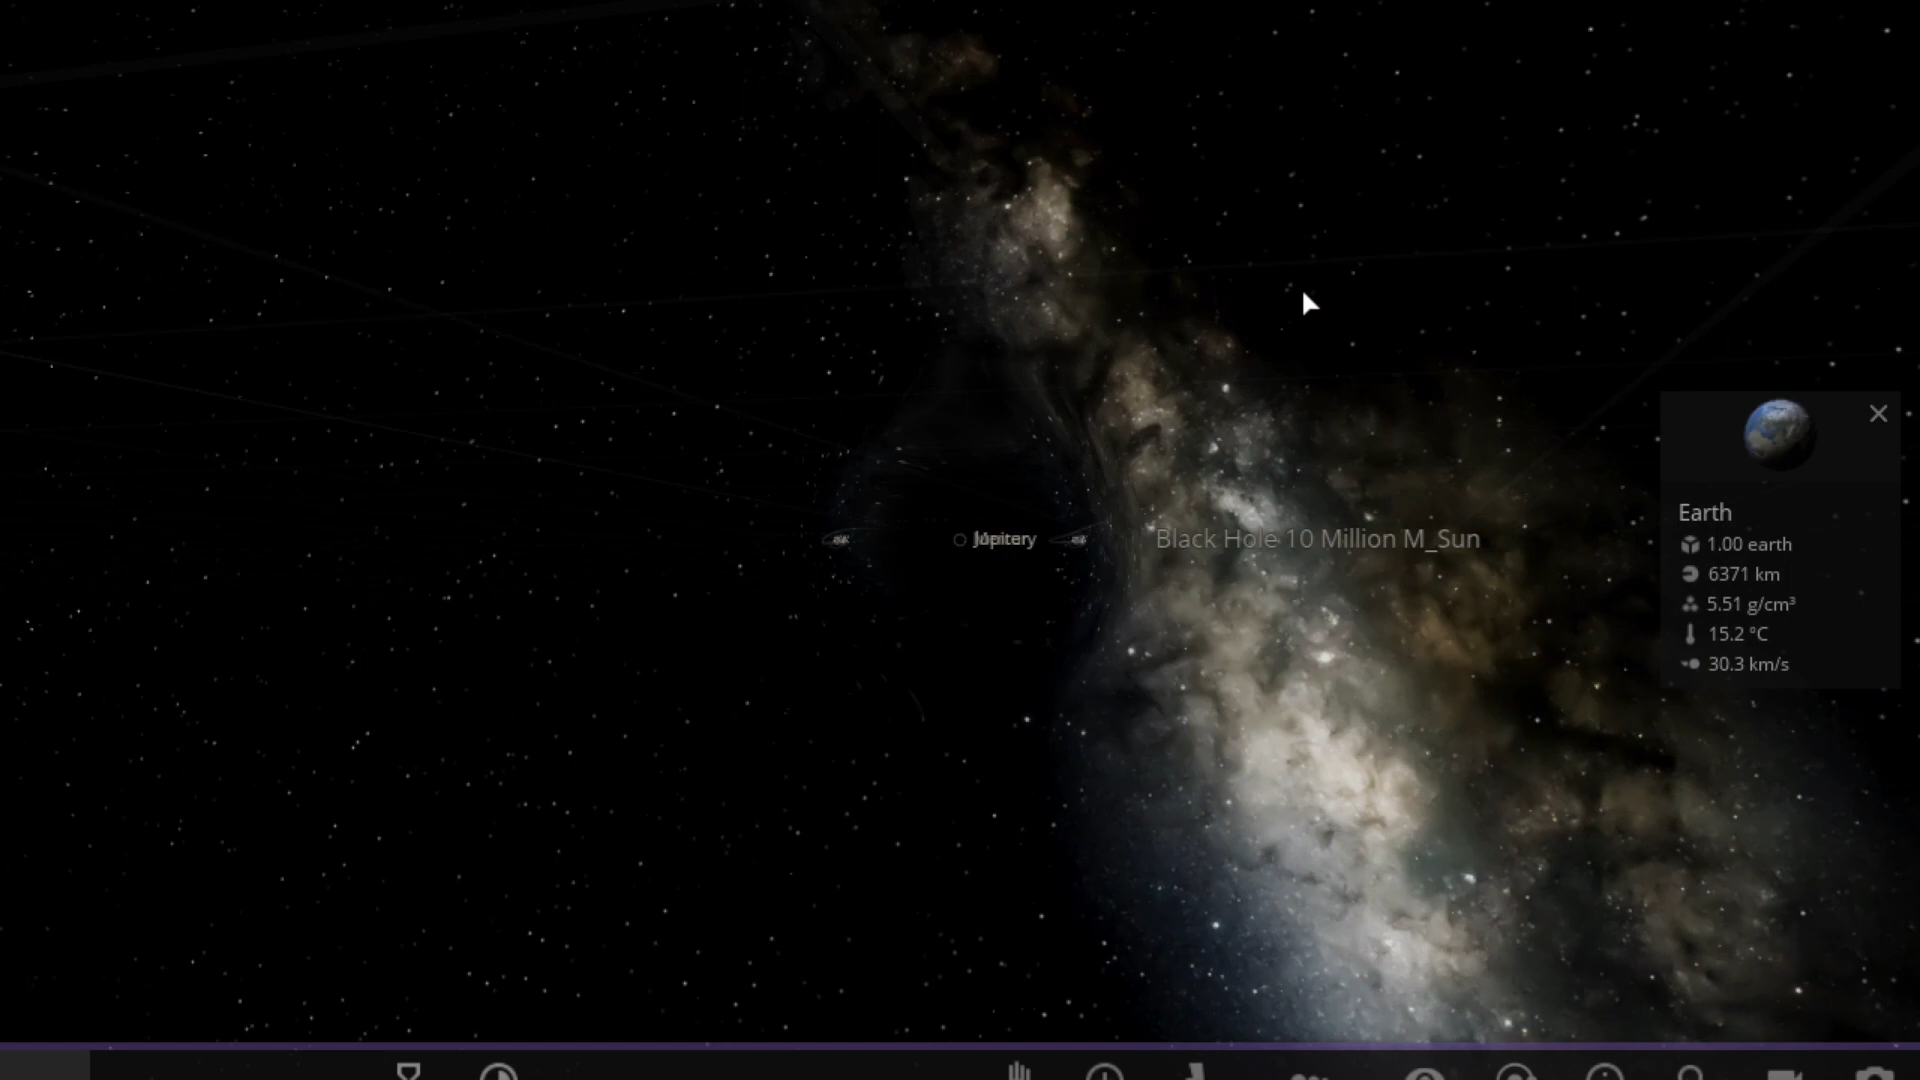 Black Hole 10 Million M_Sun
Earth
1.00 earth
6371 km
5.51 g/cm³
15.2 °C
30.3 km/s